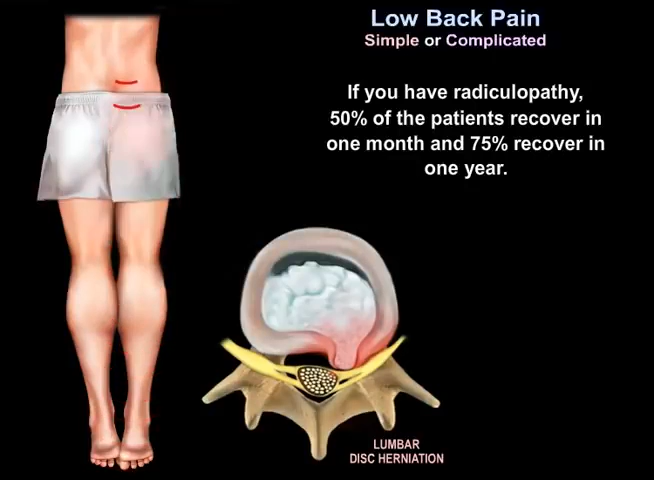 Low Back Pain
Simple or Complicated
If you have radiculopathy,
50% of the patients recover in
one month and 75% recover in
one year.
LUMBAR
DISC HERNIATION